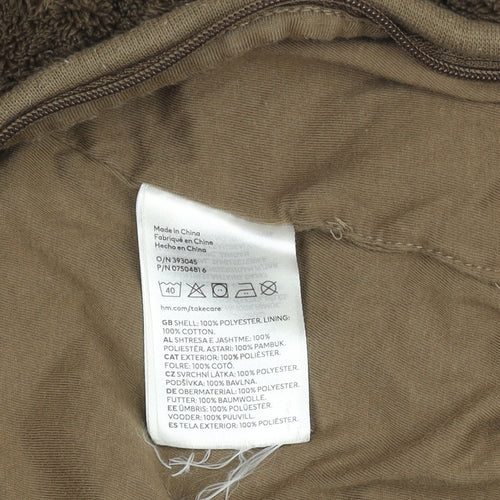 Made in China
Fabriqué en Chine
Hecho en China
O/N 393045
P/N 0750481 6
40
hm.com/takecare
GB SHELL: 100% POLYESTER. LINING:
100% COTTON.
AL SHTRESA E JASHTME: 100%
POLIESTËR. ASTARI: 100% PAMBUK.
CAT EXTERIOR: 100% POLIÈSTER.
FOLRE: 100% COTÓ.
CZ SVRCHNÍ LÁTKA: 100% POLYESTER.
PODŠÍVKA: 100% BAVLNA.
DE OBERMATERIAL: 100% POLYESTER.
FUTTER: 100% BAUMWOLLE.
EE ÜMBRIS: 100% POLÜESTER.
VOODER: 100% PUUVILL.
ES TELA EXTERIOR: 100% POLIÉSTER.